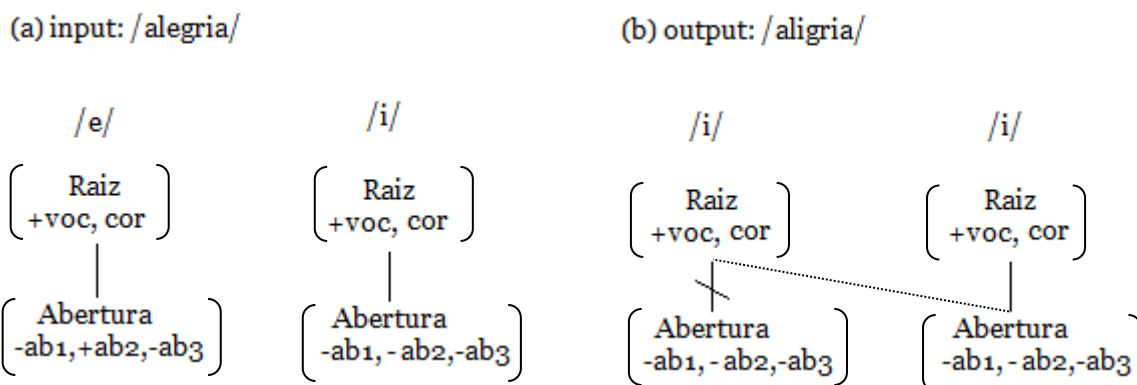 (a) input: /alegria/
(b) output: /aligria/
/e/
/i/
/i/
/i/
Raiz
+voc, cor
Raiz
+voc, cor
Raiz
+voc, cor
Raiz
+voc, cor
Abertura
-ab1,+ab2,-ab3
Abertura
-ab1,- ab2,-ab3
Abertura
-ab1,- ab2,-ab3
Abertura
-ab1,- ab2,-ab3